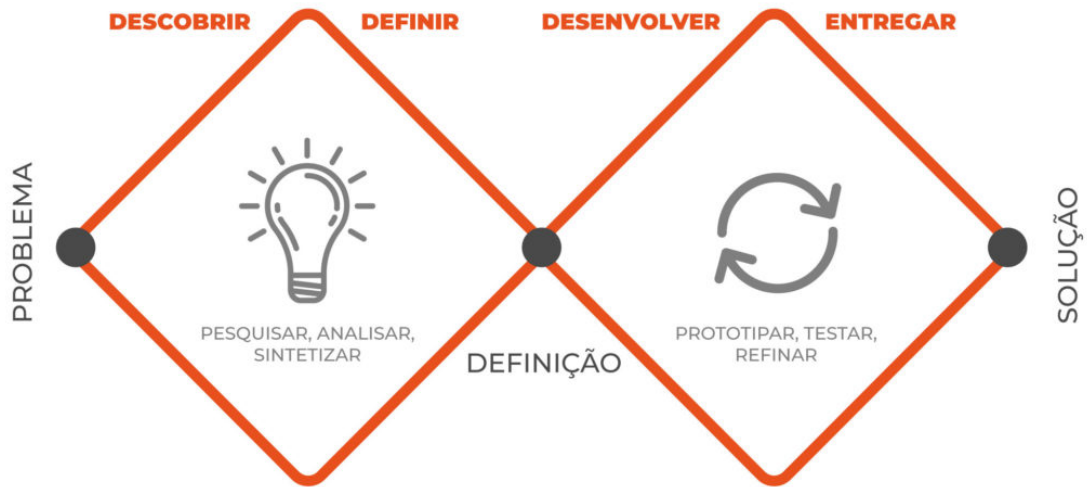 DESCOBRIR
DEFINIR
DESENVOLVER
ENTREGAR
PROBLEMA
PESQUISAR, ANALISAR,
SINTETIZAR
DEFINIÇÃO
PROTOTIPAR, TESTAR,
REFINAR
SOLUÇÃO